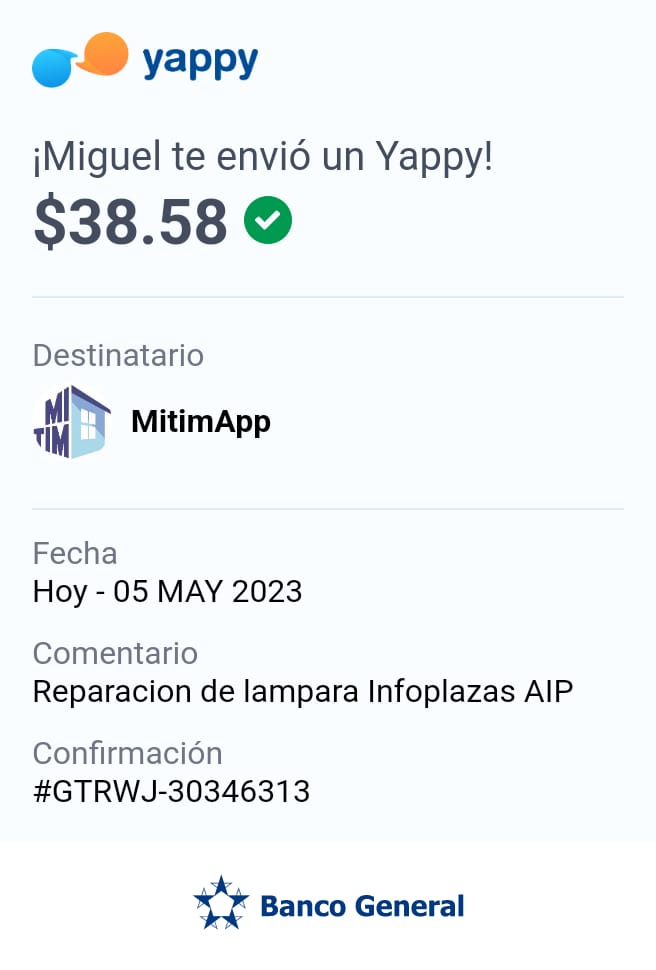 yappy
¡Miguel te envió un Yappy!
$38.58
Destinatario
MI
TIM
MitimApp
Fecha
Hoy - 05 MAY 2023
Comentario
Reparacion de lampara Infoplazas AIP
Confirmación
#GTRWJ-30346313
Banco General